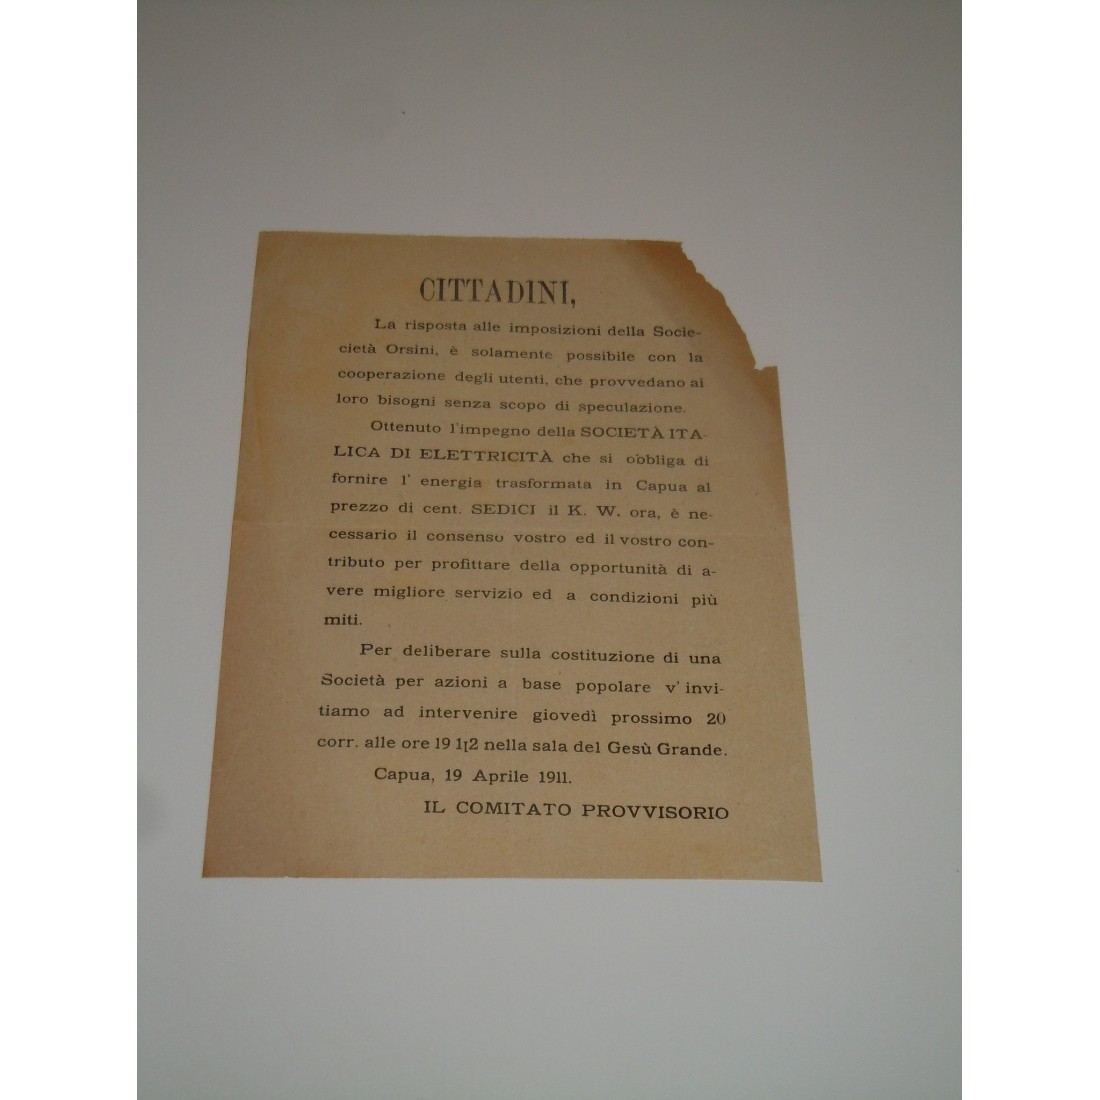 CITTADINI,
La risposta alle imposizioni della Socie-
cietà Orsini, è solamente possibile con la
cooperazione degli utenti, che provvedano ai
loro bisogni senza scopo di speculazione.
Ottenuto l'impegno della SOCIETÀ ITA-
LICA DI ELETTRICITÀ che si obbliga di
fornire l' energia trasformata in Capua al
prezzo di cent. SEDICI il K. W. ora, è ne-
cessario il consenso vostro ed il vostro con-
tributo per profittare della opportunità di a-
vere migliore servizio ed a condizioni più
miti.
Per deliberare sulla costituzione di una
Società per azioni a base popolare v' invi-
tiamo ad intervenire giovedì prossimo 20
corr. alle ore 19 1|2 nella sala del Gesù Grande.
Capua, 19 Aprile 1911.
IL COMITATO PROVVISORIO